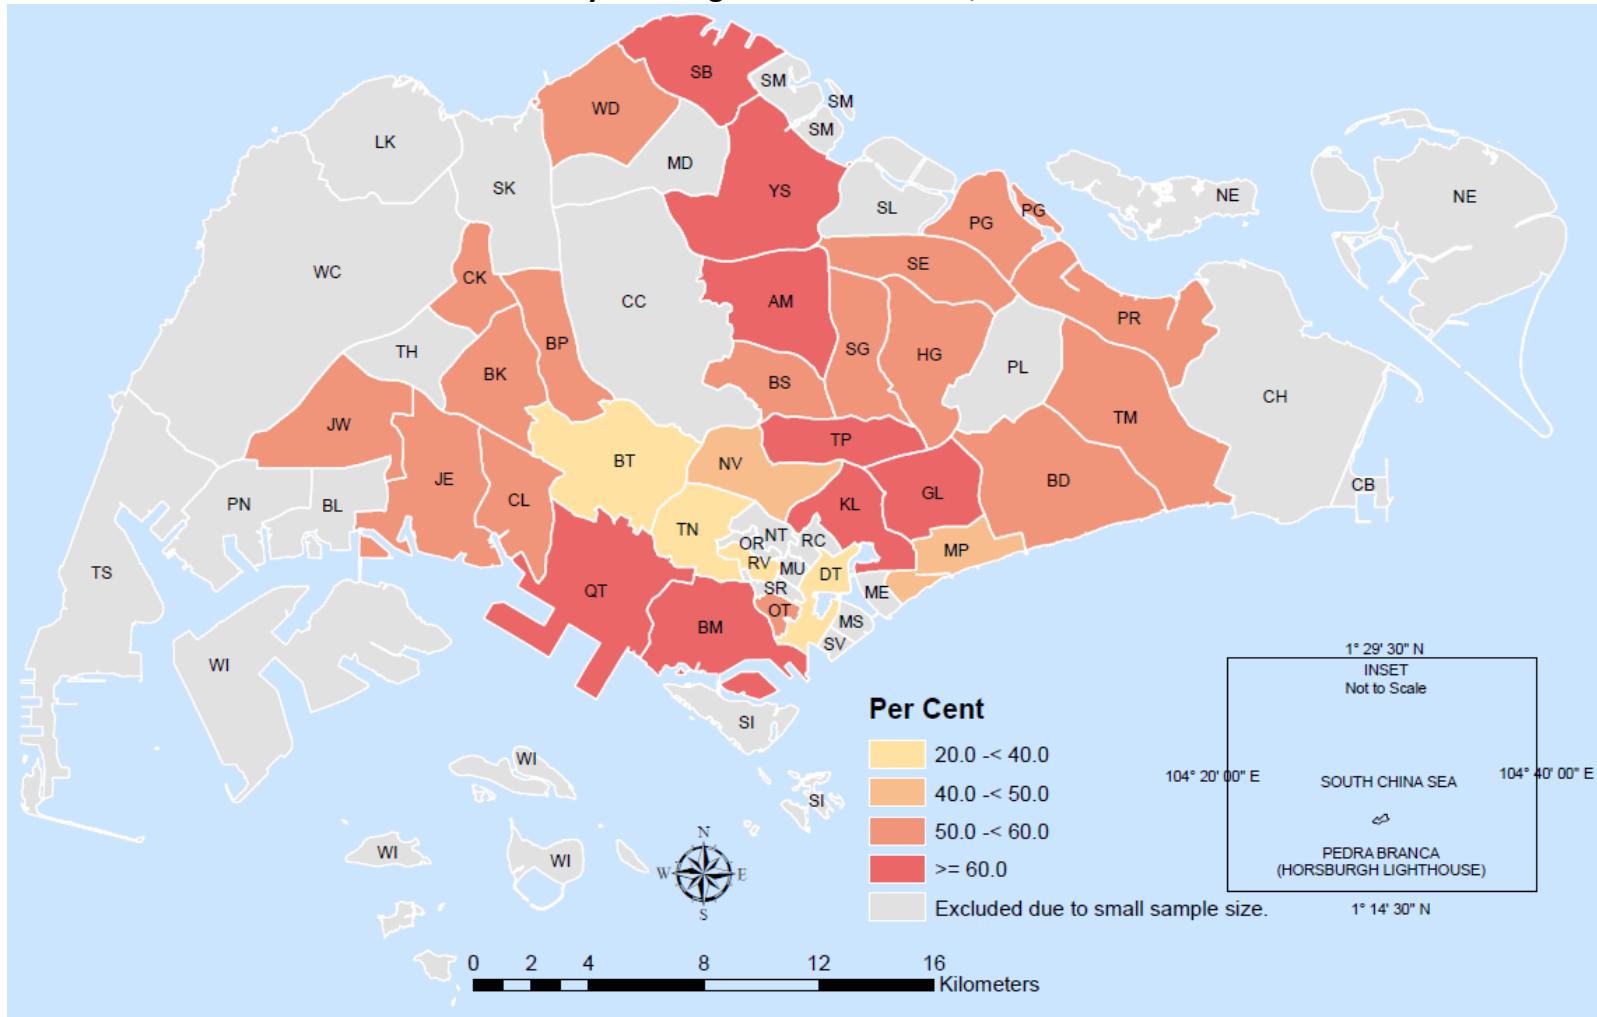 SB
SM
SM
WD
SM
LK
MD
SK
YS
NE
NE
SL
PG
PG
SE
WC
CK
CC
AM
PR
BP
SG
HG
TH
PL
BK
BS
CH
TM
JW
TP
BT
NV
JE
BD
CB
GL
CL
PN
BL
KL
TN
NT
RC
OR
MP
RV
MU
DT
TS
SR
QT
ME
OT
MS
BM
SV
WI
SI
WI
SI
WI
WI
Per Cent
20.0 -< 40.0
40.0 -< 50.0
50.0 -< 60.0
>= 60.0
Excluded due to small sample size.
1° 29' 30" N
INSET
Not to Scale
104° 20' 00" E
104° 40' 00" E
SOUTH CHINA SEA
PEDRA BRANCA
(HORSBURGH LIGHTHOUSE)
1° 14' 30" N
N
W
E
S
0 2 4 8 12 16
Kilometers